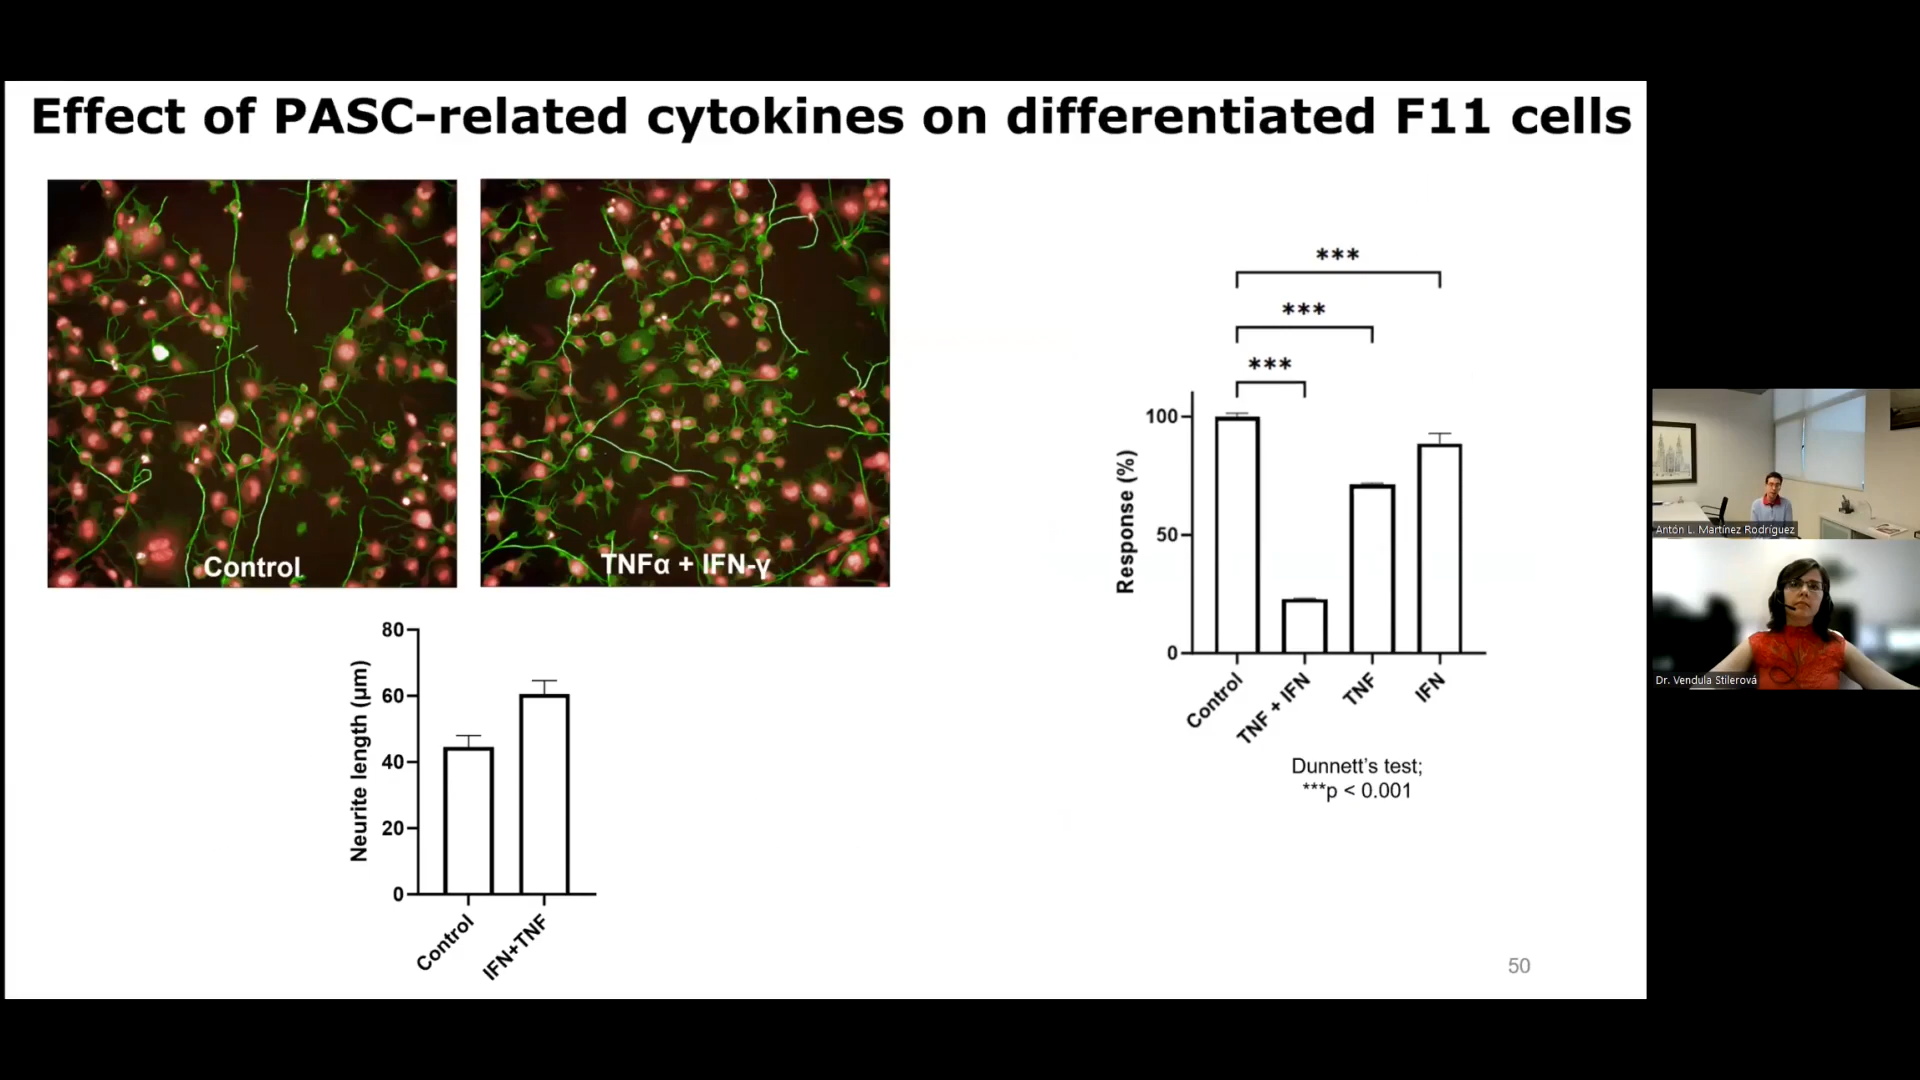 Effect of PASC-related cytokines on differentiated F11 cells
Control
TNFα + IFN-γ
80
60
40
20
0
Neurite length (μm)
Control
IFN+TNF
***
***
***
100
50
0
Response (%)
Control
TNF + IFN
TNF
IFN
Dunnett’s test;
***p < 0.001
50
Antón L. Martínez Rodríguez
Dr. Vendula Stilerová